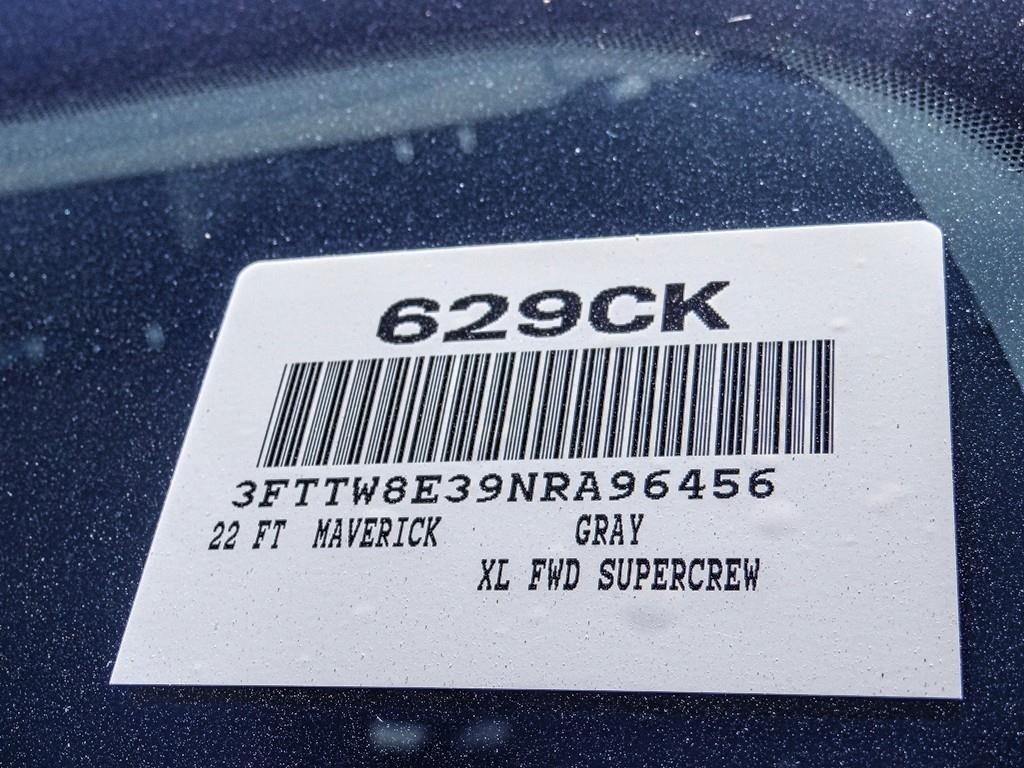 629CK
3FTTW8E39NRA96456
22 FT MAVERICK GRAY
XL FWD SUPERCREW